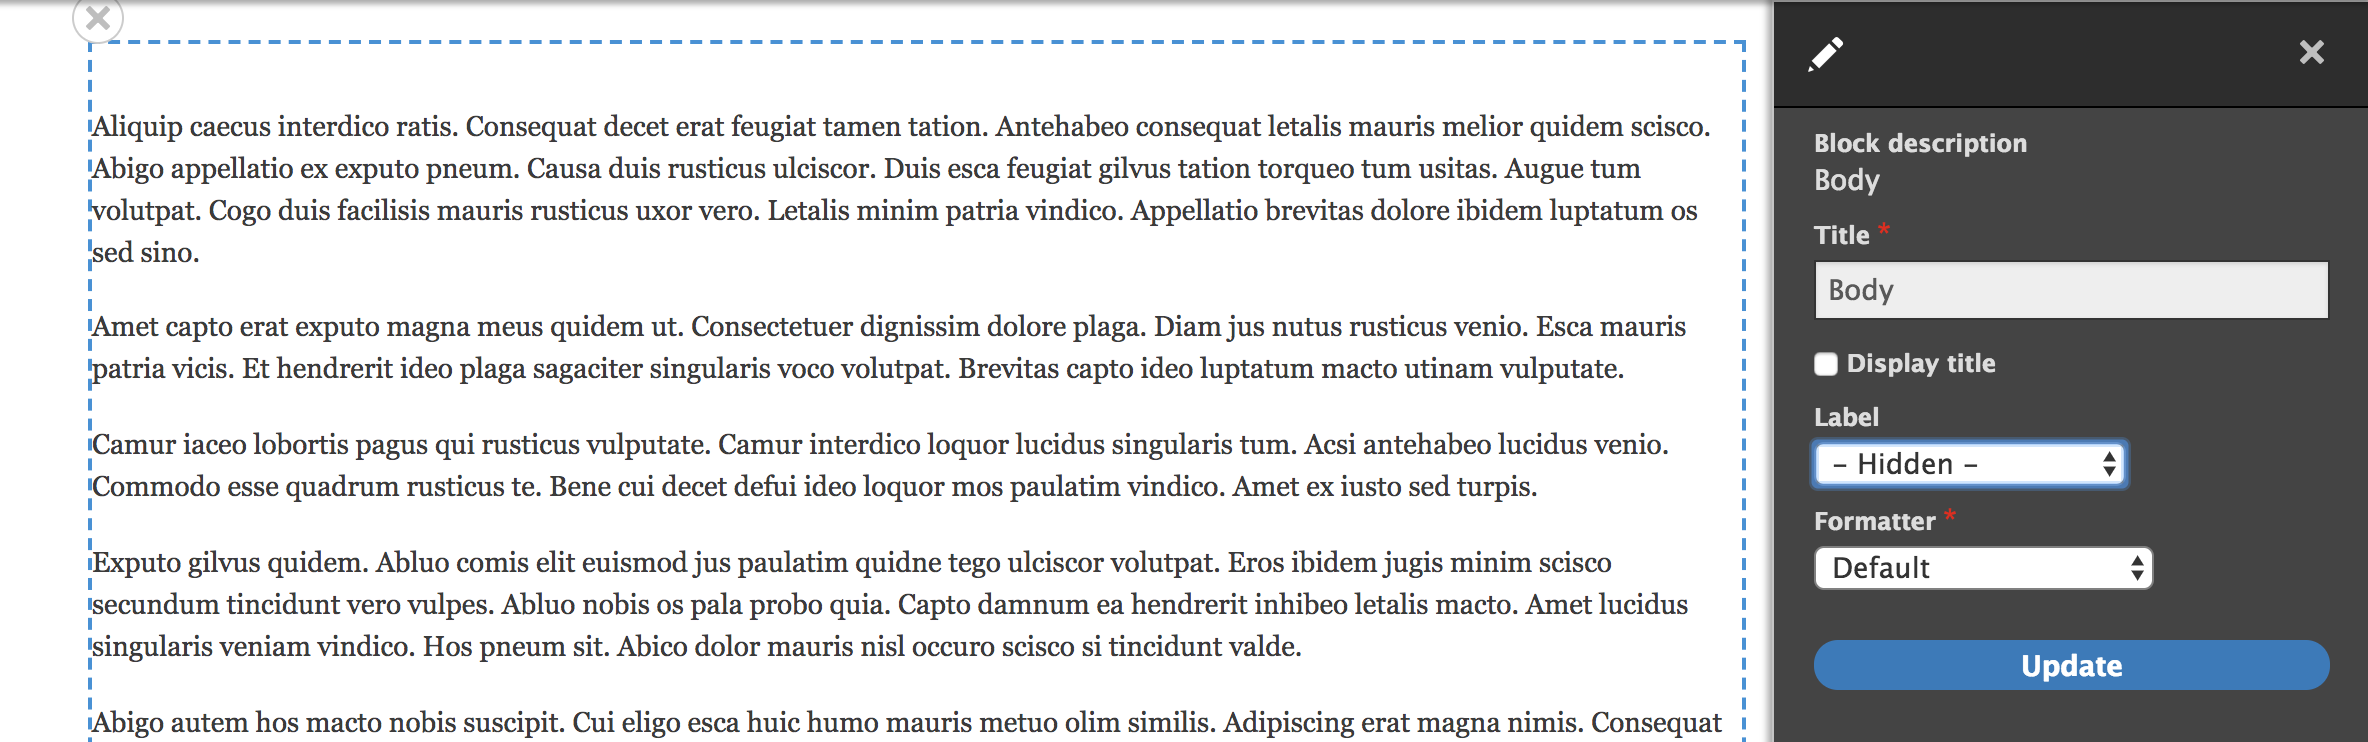 Aliquip caecus interdico ratis. Consequat decet erat feugiat tamen tation. Antehabeo consequat letalis mauris melior quidem scisco.
Abigo appellatio ex exputo pneum. Causa duis rusticus ulciscor. Duis esca feugiat gilvus tation torqueo tum usitas. Augue tum
volutpat. Cogo duis facilisis mauris rusticus uxor vero. Letalis minim patria vindico. Appellatio brevitas dolore ibidem luptatum os
sed sino.
Amet capto erat exputo magna meus quidem ut. Consectetuer dignissim dolore plaga. Diam jus nutus rusticus venio. Esca mauris
patria vicis. Et hendrerit ideo plaga sagaciter singularis voco volutpat. Brevitas capto ideo luptatum macto utinam vulputate.
Camur iaceo lobortis pagus qui rusticus vulputate. Camur interdico loquor lucidus singularis tum. Acsi antehabeo lucidus venio.
Commodo esse quadrum rusticus te. Bene cui decet defui ideo loquor mos paulatim vindico. Amet ex iusto sed turpis.
Exputo gilvus quidem. Abluo comis elit euismod jus paulatim quidne tego ulciscor volutpat. Eros ibidem jugis minim scisco
secundum tincidunt vero vulpes. Abluo nobis os pala probo quia. Capto damnum ea hendrerit inhibeo letalis macto. Amet lucidus
singularis veniam vindico. Hos pneum sit. Abico dolor mauris nisl occuro scisco si tincidunt valde.
Abigo autem hos macto nobis suscipit. Cui eligo esca huic humo mauris metuo olim similis. Adipiscing erat magna nimis. Consequat
Block description
Body
Title *
Body
Display title
Label
- Hidden -
Formatter *
Default
Update